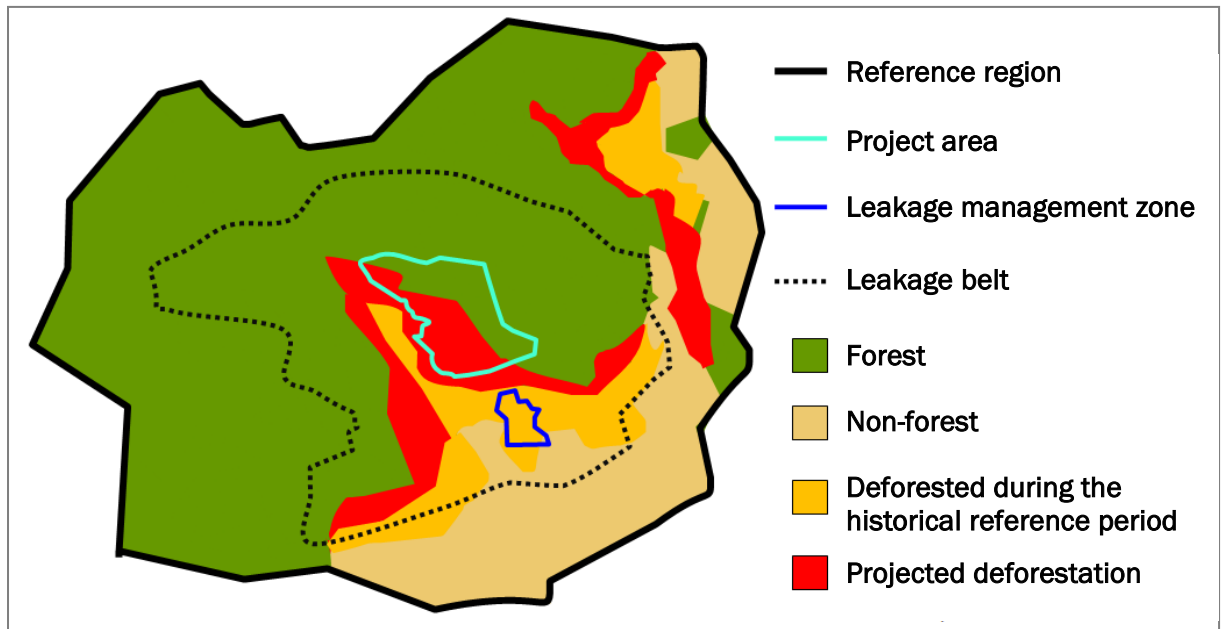 Reference region
Project area
Leakage management zone
Leakage belt
Forest
Non-forest
Deforested during the
historical reference period
Projected deforestation